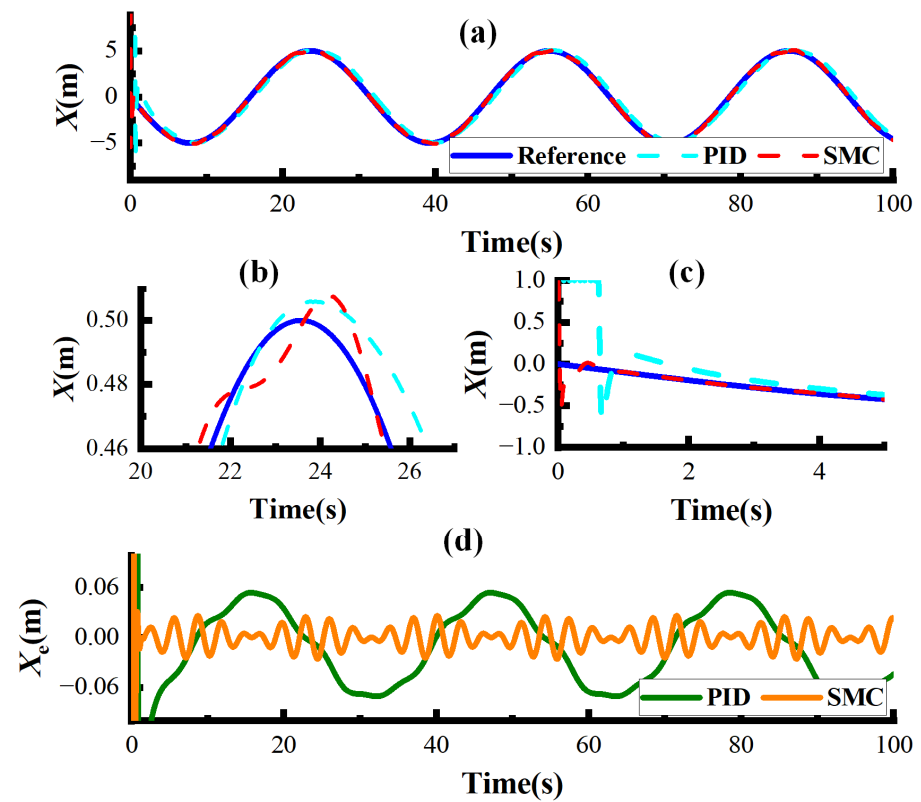 (a)
X(m)
5
0
−5
Reference PID SMC
0 20 40 60 80 100
Time(s)
(b)
X(m)
0.50
0.48
0.46
20 22 24 26
Time(s)
(c)
X(m)
1.0
0.5
0.0
−0.5
−1.0
0 2 4
Time(s)
(d)
Xe(m)
0.06
0.00
−0.06
PID SMC
0 20 40 60 80 100
Time(s)